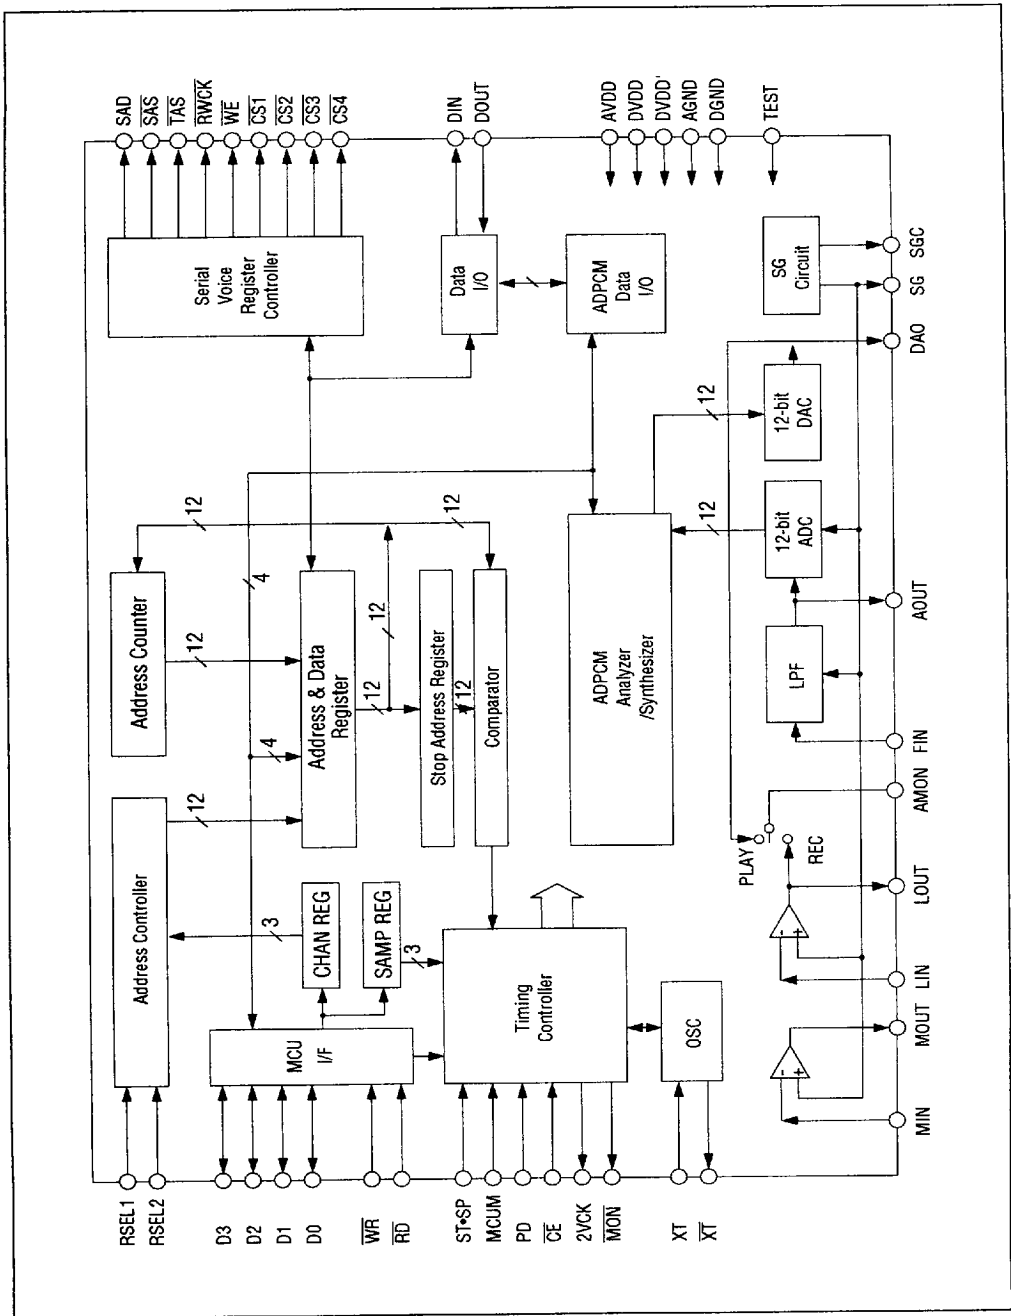 SAD
SAS
TAS
RWCK
WE
CS1
CS2
CS3
CS4
DIN
DOUT
AVDD
DVDD
DVDD'
AGND
DGND
TEST
Serial
Voice
Register
Controller
Data
I/O
ADPCM
Data
I/O
SG
Circuit
SGC
SG
DAO
12
12
4
12
12
12-bit
DAC
12-bit
ADC
Address Counter
12
4
Address & Data
Register
12
12
Stop Address Register
12
Comparator
ADPCM
Analyzer
/Synthesizer
LPF
AOUT
FIN
AMON
PLAY
REC
LOUT
LIN
MOUT
MIN
Address Controller
12
3
CHAN REG
SAMP REG
3
MCU
I/F
Timing
Controller
OSC
-
+
-
+
RSEL1
RSEL2
D3
D2
D1
D0
WR
RD
ST•SP
MCUM
PD
CE
2VCK
MON
XT
XT